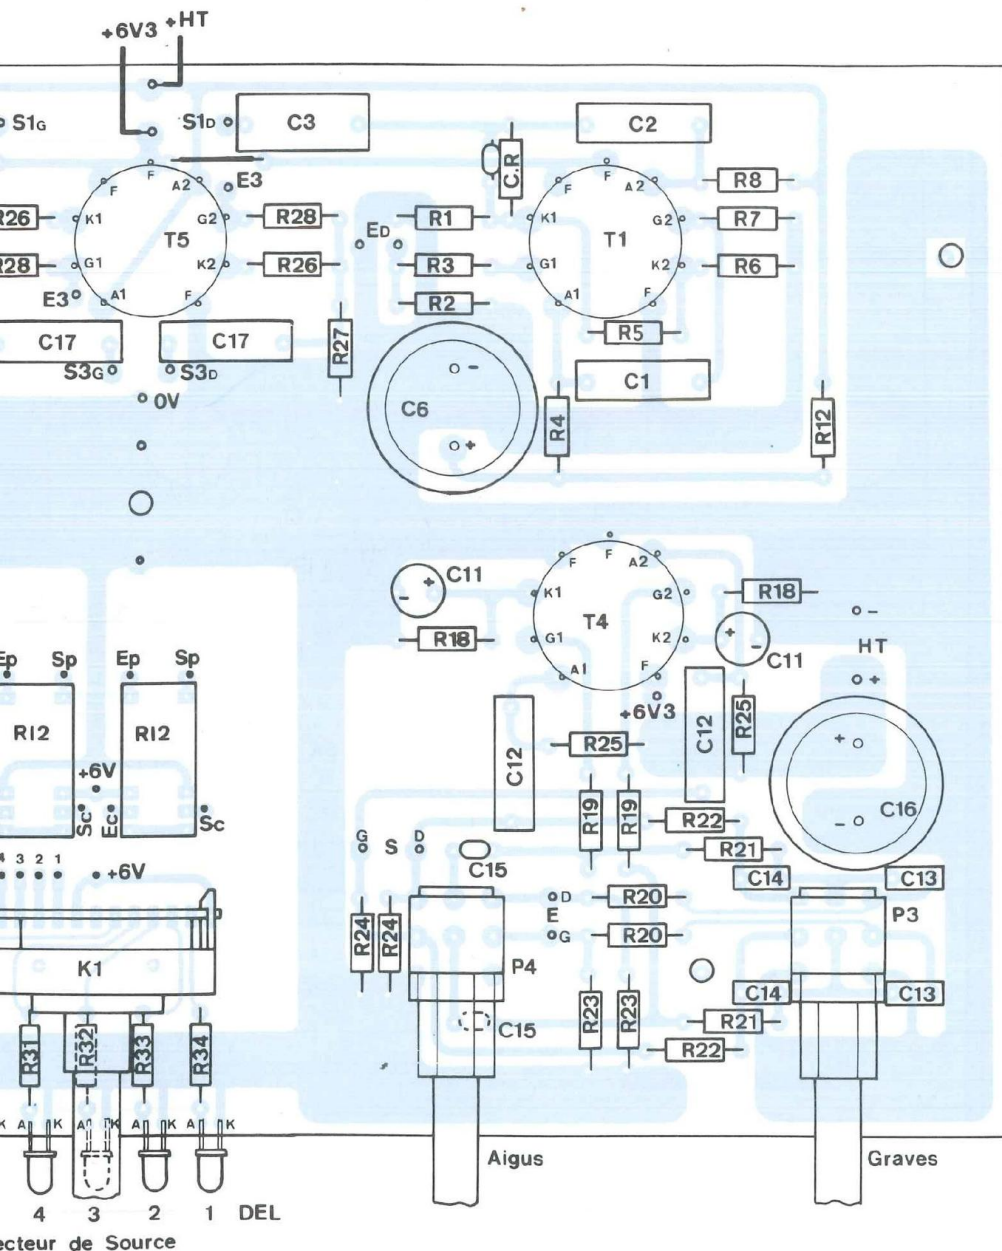 +6V3 +HT
S1G S1D C3 C2
C.R
F F A2 E3 F F A2 R8
R26 K1 G2 R28 R1 K1 G2 R7
T5 ED T1
R28 G1 K2 R26 R3 G1 K2 R6
E3 A1 F R2 A1 F
C17 C17 R27 R5
S3G S3D C1
0V C6 - R4 R12
+
F F A2
+ - C11 K1 G2 R18
T4 -
R18 G1 K2 + - C11 HT
Ep Sp Ep Sp A1 F +
+6V3
RI2 RI2 R25 C12 R25 +
C12
+6V
Sc Ec Sc R19 R19 R22 C16 -
G S D R21
4 3 2 1 +6V C15 C14 C13
D R20 P3
R24 R24 E
G R20
K1 P4
C14 C13
R31 R32 R33 R34 C15 R23 R23 R21
R22
K A K A K A K A K
Aigus Graves
4 3 2 1 DEL
ecteur de Source